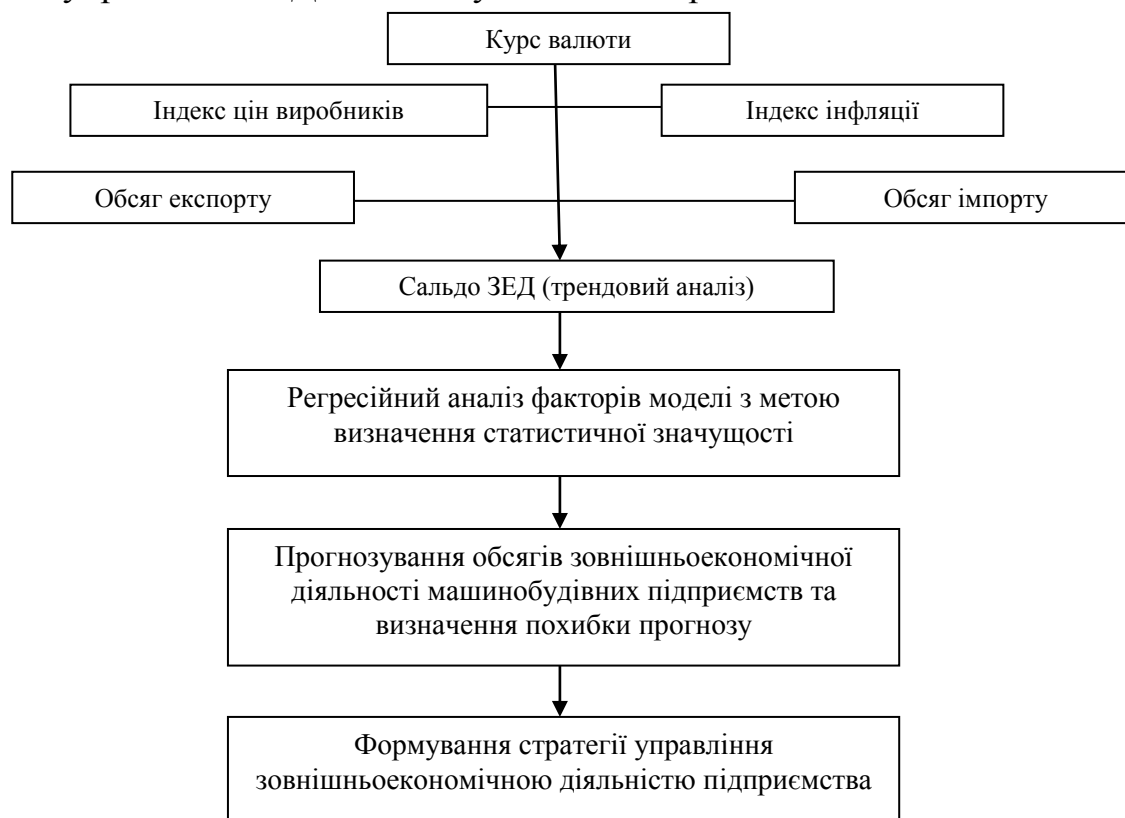 Курс валюти
Індекс цін виробників
Індекс інфляції
Обсяг експорту
Обсяг імпорту
Сальдо ЗЕД (трендовий аналіз)
Регресійний аналіз факторів моделі з метою
визначення статистичної значущості
Прогнозування обсягів зовнішньоекономічної
діяльності машинобудівних підприємств та
визначення похибки прогнозу
Формування стратегії управління
зовнішньоекономічною діяльністю підприємства